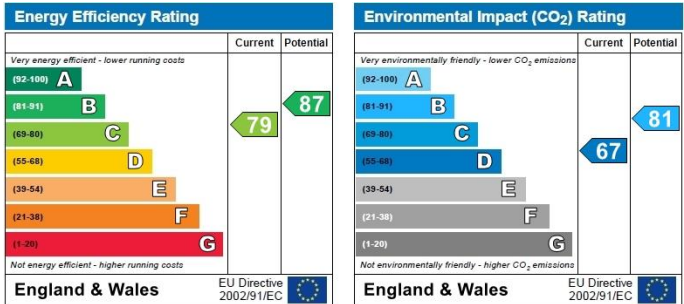 Energy Efficiency Rating
Current Potential
Very energy efficient - lower running costs
(92-100) A
(81-91) B
(69-80) C
(55-68) D
(39-54) E
(21-38) F
(1-20) G
79
87
Not energy efficient - higher running costs
England & Wales
EU Directive
2002/91/EC
Environmental Impact (CO₂) Rating
Current Potential
Very environmentally friendly - lower CO₂ emissions
(92-100) A
(81-91) B
(69-80) C
(55-68) D
(39-54) E
(21-38) F
(1-20) G
67
81
Not environmentally friendly - higher CO₂ emissions
England & Wales
EU Directive
2002/91/EC